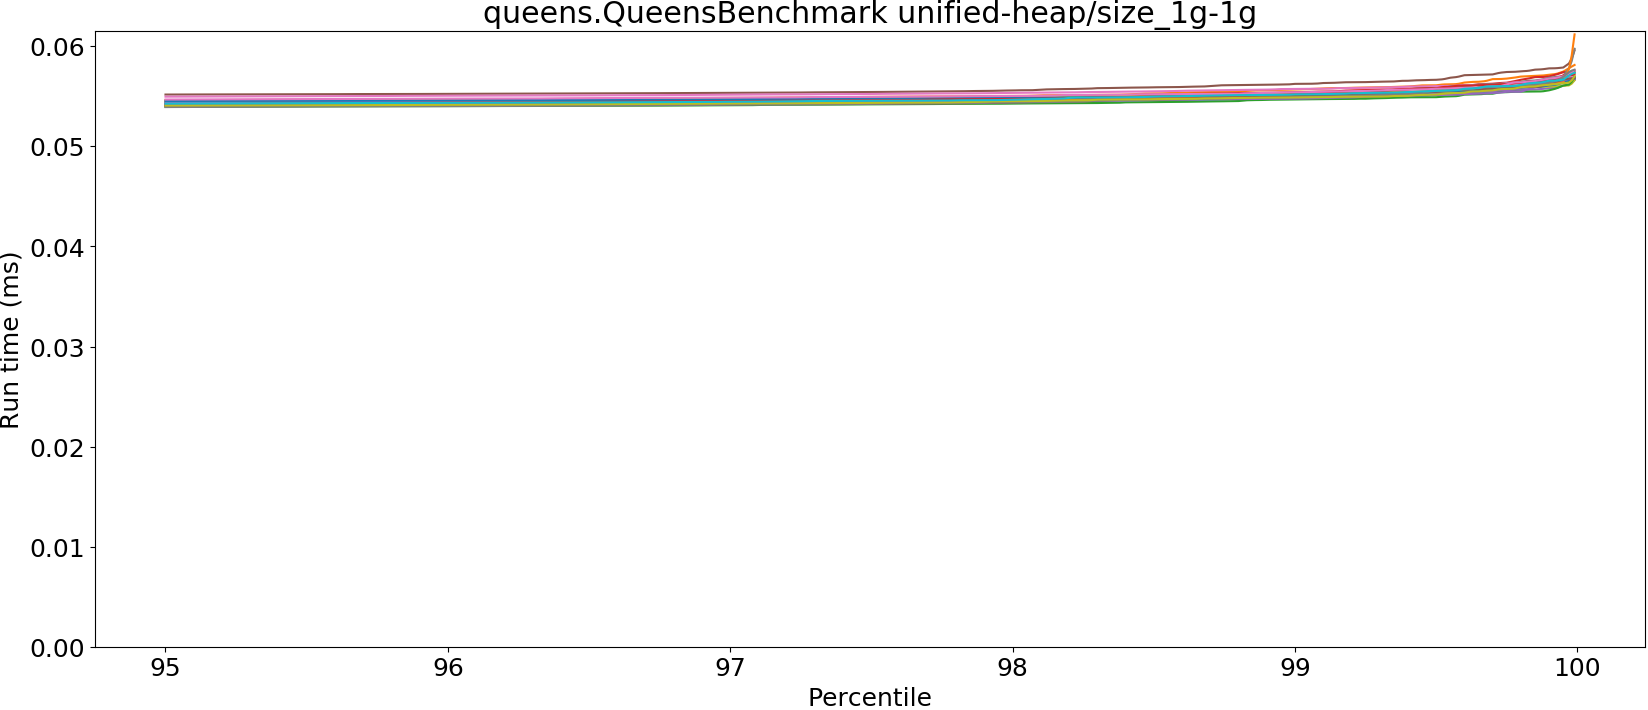 queens.QueensBenchmark unified-heap/size_1g-1g
0.06
0.05
0.04
0.03
0.02
0.01
0.00
Run time (ms)
95 96 97 98 99 100
Percentile